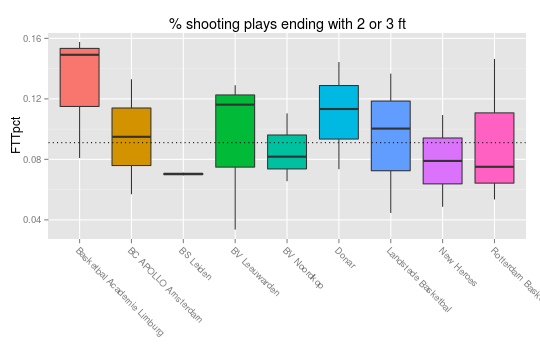 % shooting plays ending with 2 or 3 ft
FTTpct
0.16
0.12
0.08
0.04
Basketbal Academie Limburg
BC APOLLO Amsterdam
BS Leiden
BV Leeuwarden
BV Noordkop
Donar
Landstede Basketbal
New Heroes
Rotterdam